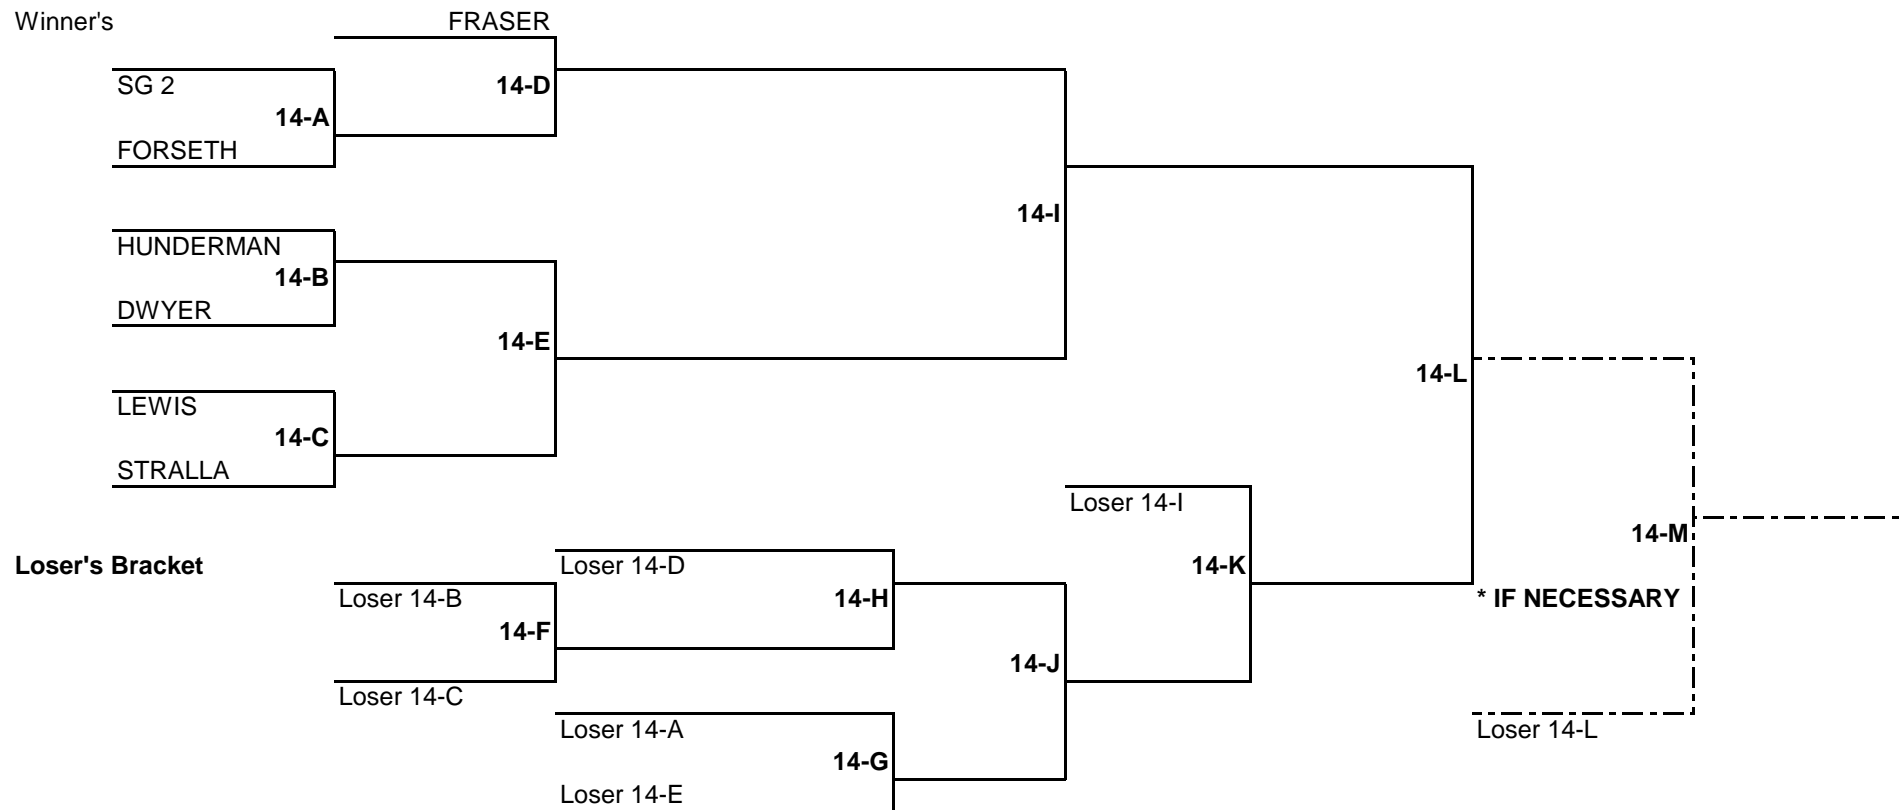 Winner's
FRASER
SG 2
14-D
14-A
FORSETH
14-I
HUNDERMAN
14-B
DWYER
14-E
14-L
LEWIS
14-C
STRALLA
Loser 14-I
14-M
Loser's Bracket
Loser 14-D
14-K
Loser 14-B
14-H
* IF NECESSARY
14-F
14-J
Loser 14-C
Loser 14-A
Loser 14-L
14-G
Loser 14-E